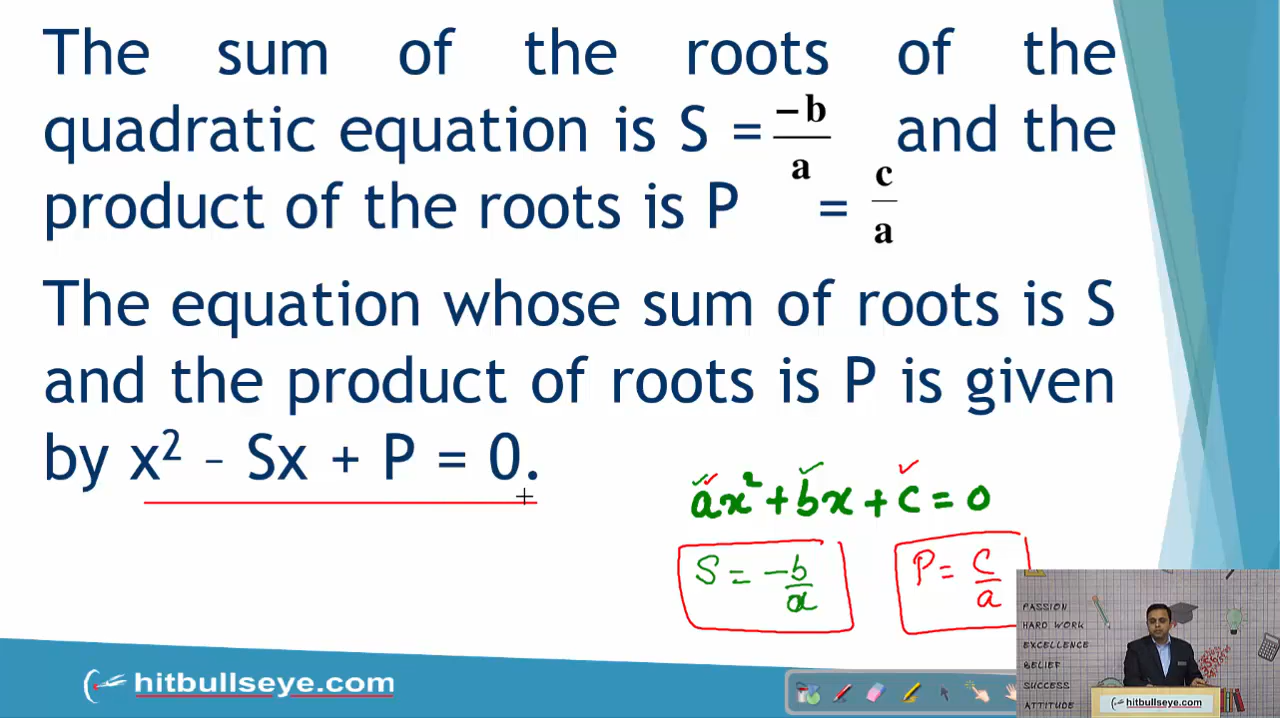 The sum of the roots of the
quadratic equation is S = −b/a and the
product of the roots is P = c/a
The equation whose sum of roots is S
and the product of roots is P is given
by x² – Sx + P = 0.
ax² + bx + c = 0
S = −b/a P = c/a
PASSION
HARD WORK
EXCELLENCE
BELIEF
SUCCESS
ATTITUDE
hitbullseye.com
hitbullseye.com